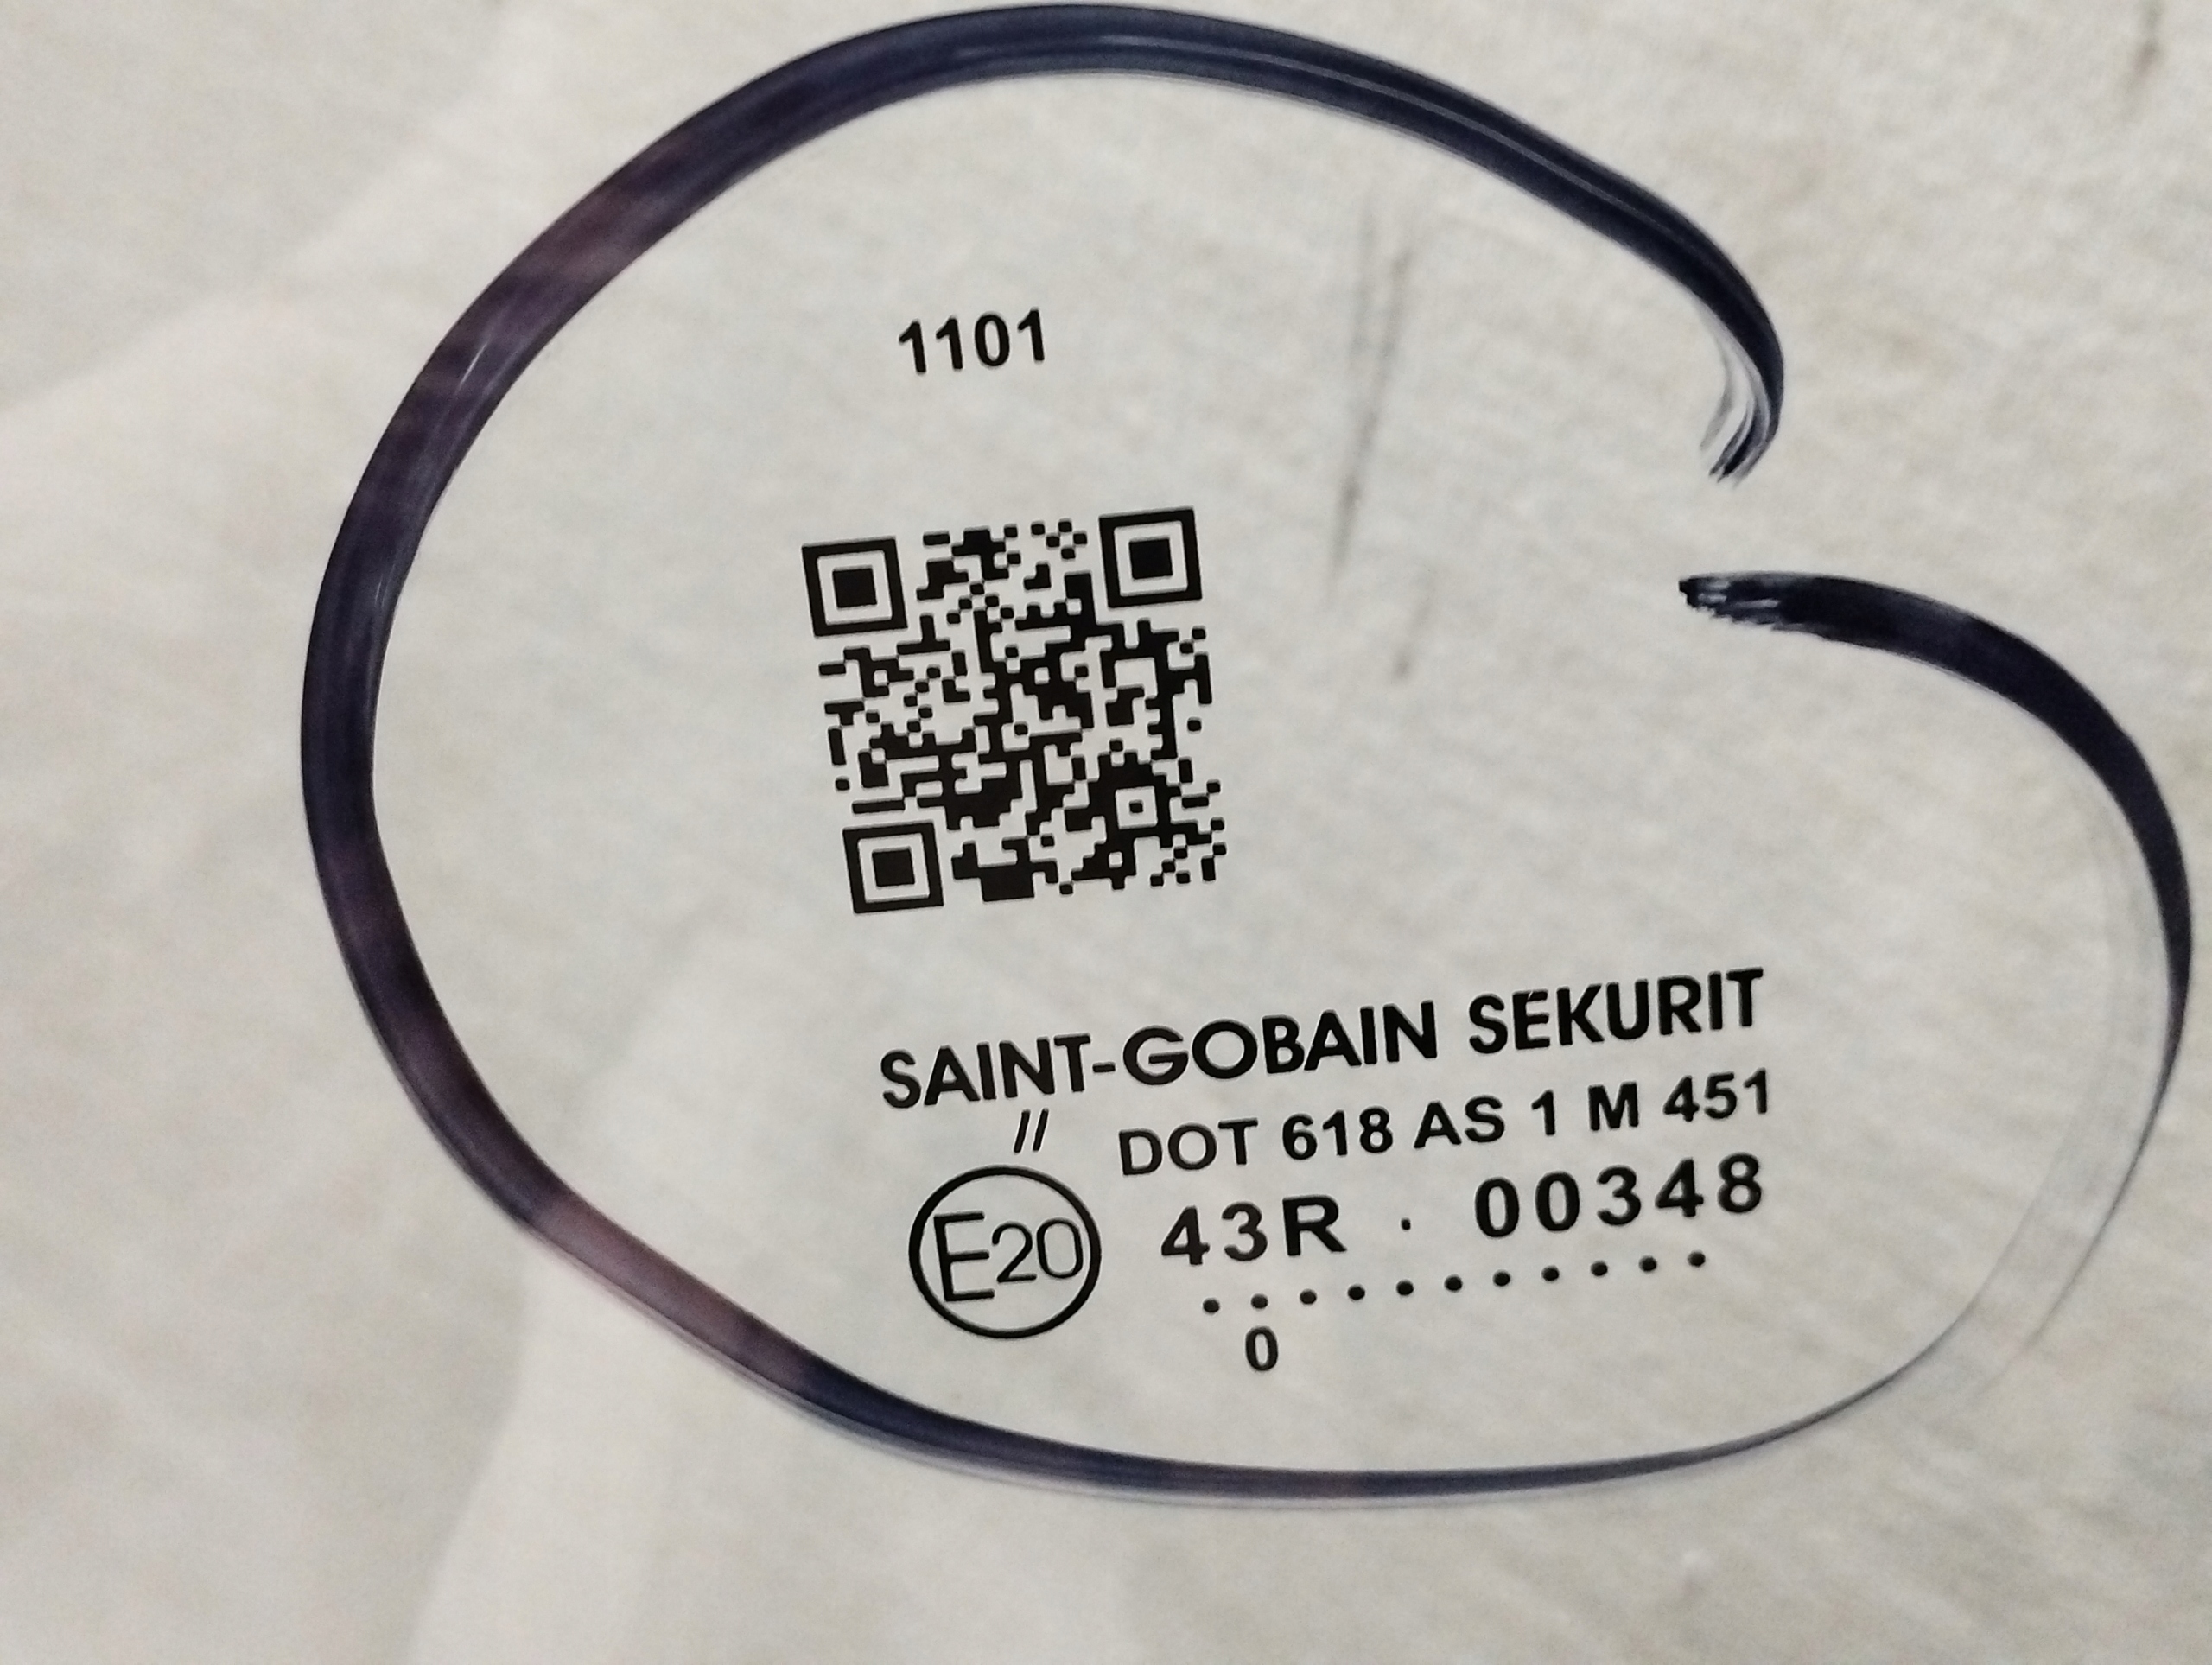 1101
SAINT-GOBAIN SEKURIT
// DOT 618 AS 1 M 451
E20 43R · 00348
. . . . . . . . . . .
0